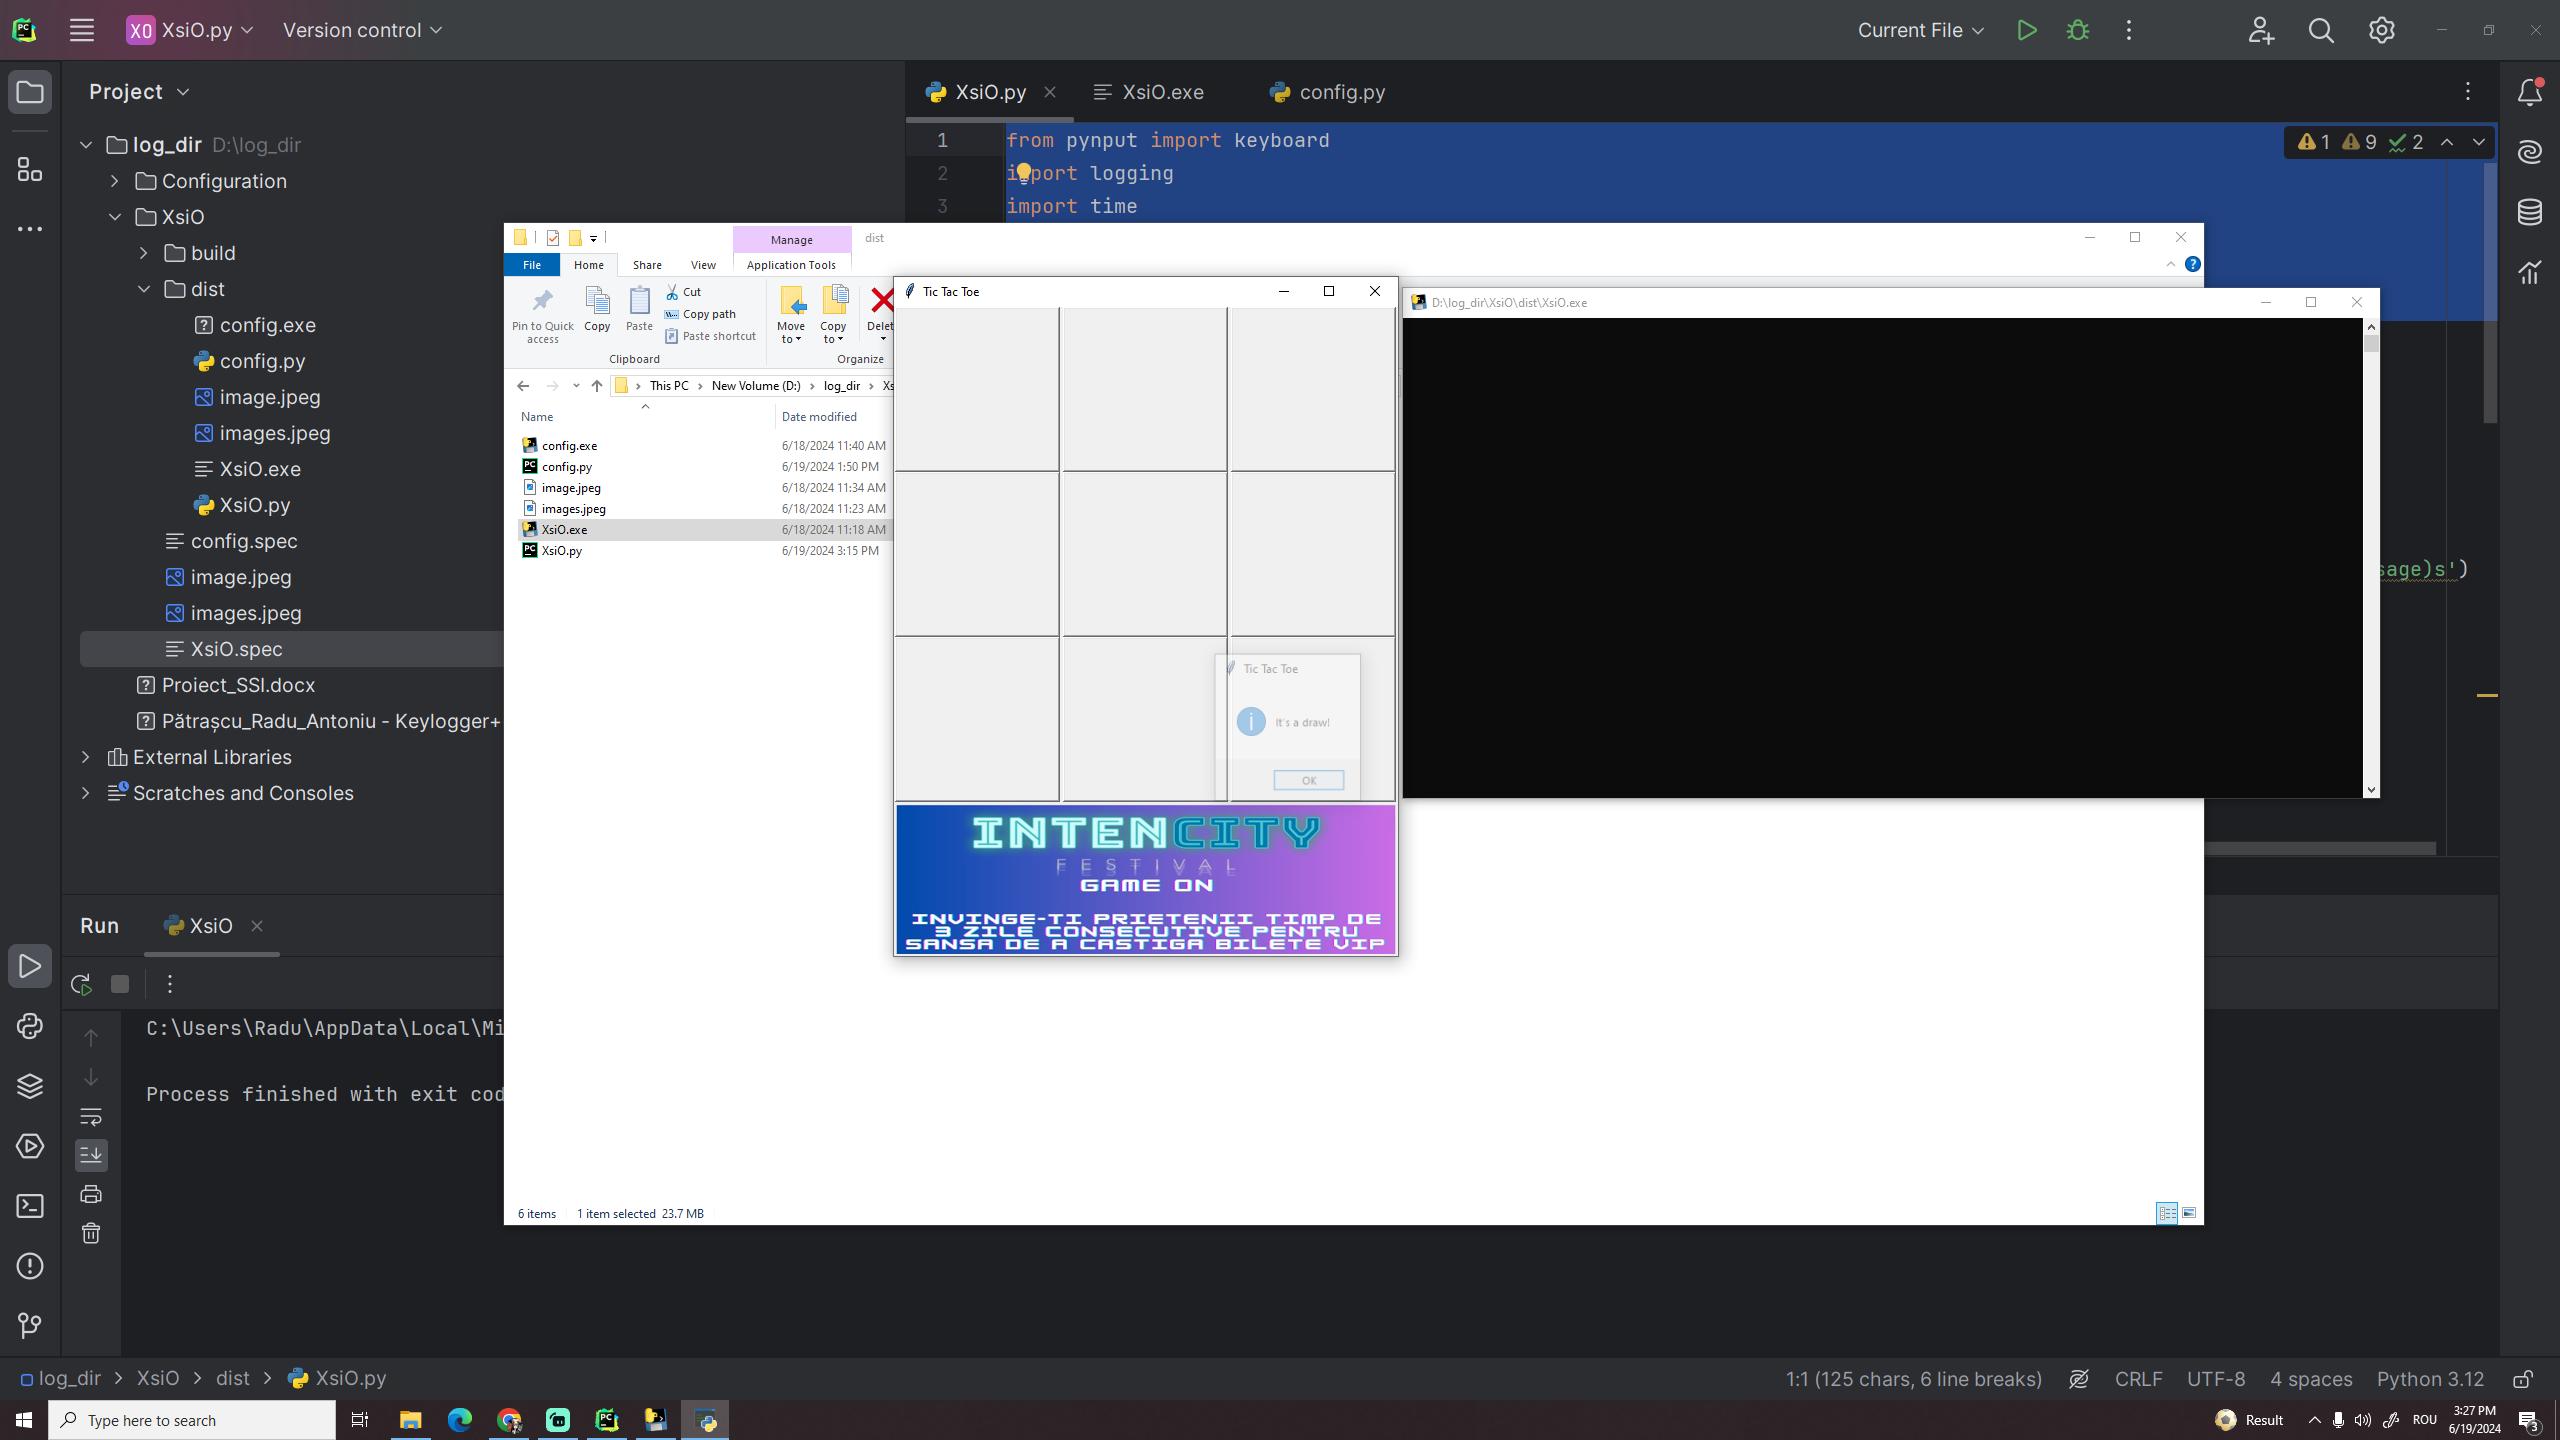 XO XsiO.py
Version control
Current File
Project
XsiO.py
XsiO.exe
config.py
log_dir D:\log_dir
Configuration
XsiO
build
dist
config.exe
config.py
image.jpeg
images.jpeg
XsiO.exe
XsiO.py
config.spec
image.jpeg
images.jpeg
XsiO.spec
Proiect_SSI.docx
Pătrașcu_Radu_Antoniu - Keylogger+
External Libraries
Scratches and Consoles
1 from pynput import keyboard
2 import logging
3 import time
1 9 2
sage)s')
Manage
dist
File
Home
Share
View
Application Tools
Pin to Quick access
Copy
Paste
Cut
Copy path
Paste shortcut
Clipboard
Move to
Copy to
Delet
Organize
This PC
New Volume (D:)
log_dir
Xs
Name
Date modified
config.exe 6/18/2024 11:40 AM
config.py 6/19/2024 1:50 PM
image.jpeg 6/18/2024 11:34 AM
images.jpeg 6/18/2024 11:23 AM
XsiO.exe 6/18/2024 11:18 AM
XsiO.py 6/19/2024 3:15 PM
6 items
1 item selected 23.7 MB
Tic Tac Toe
Tic Tac Toe
It's a draw!
OK
INTENCITY
FESTIVAL
GAME ON
INVINGE-TI PRIETENII TIMP DE
3 ZILE CONSECUTIVE PENTRU
SANSA DE A CASTIGA BILETE VIP
D:\log_dir\XsiO\dist\XsiO.exe
Run
XsiO
C:\Users\Radu\AppData\Local\Mi
Process finished with exit cod
log_dir > XsiO > dist > XsiO.py
1:1 (125 chars, 6 line breaks)
CRLF
UTF-8
4 spaces
Python 3.12
Type here to search
Result
ROU
3:27 PM
6/19/2024
3